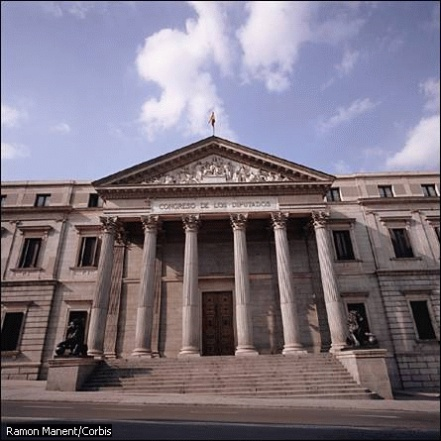 CONGRESO DE LOS DIPUTADOS
Ramon Manent/Corbis